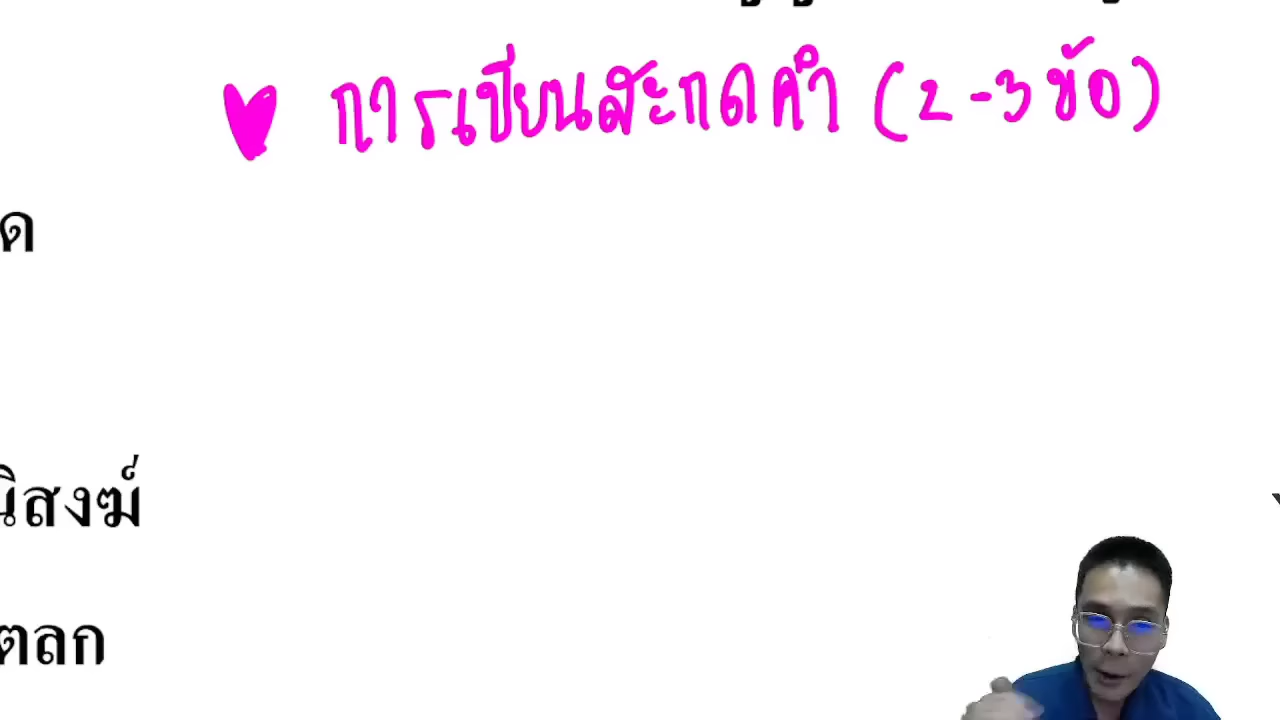 การเขียนสะกดคำ (2-3 ข้อ)
ด
นิสงฆ์
ตลก